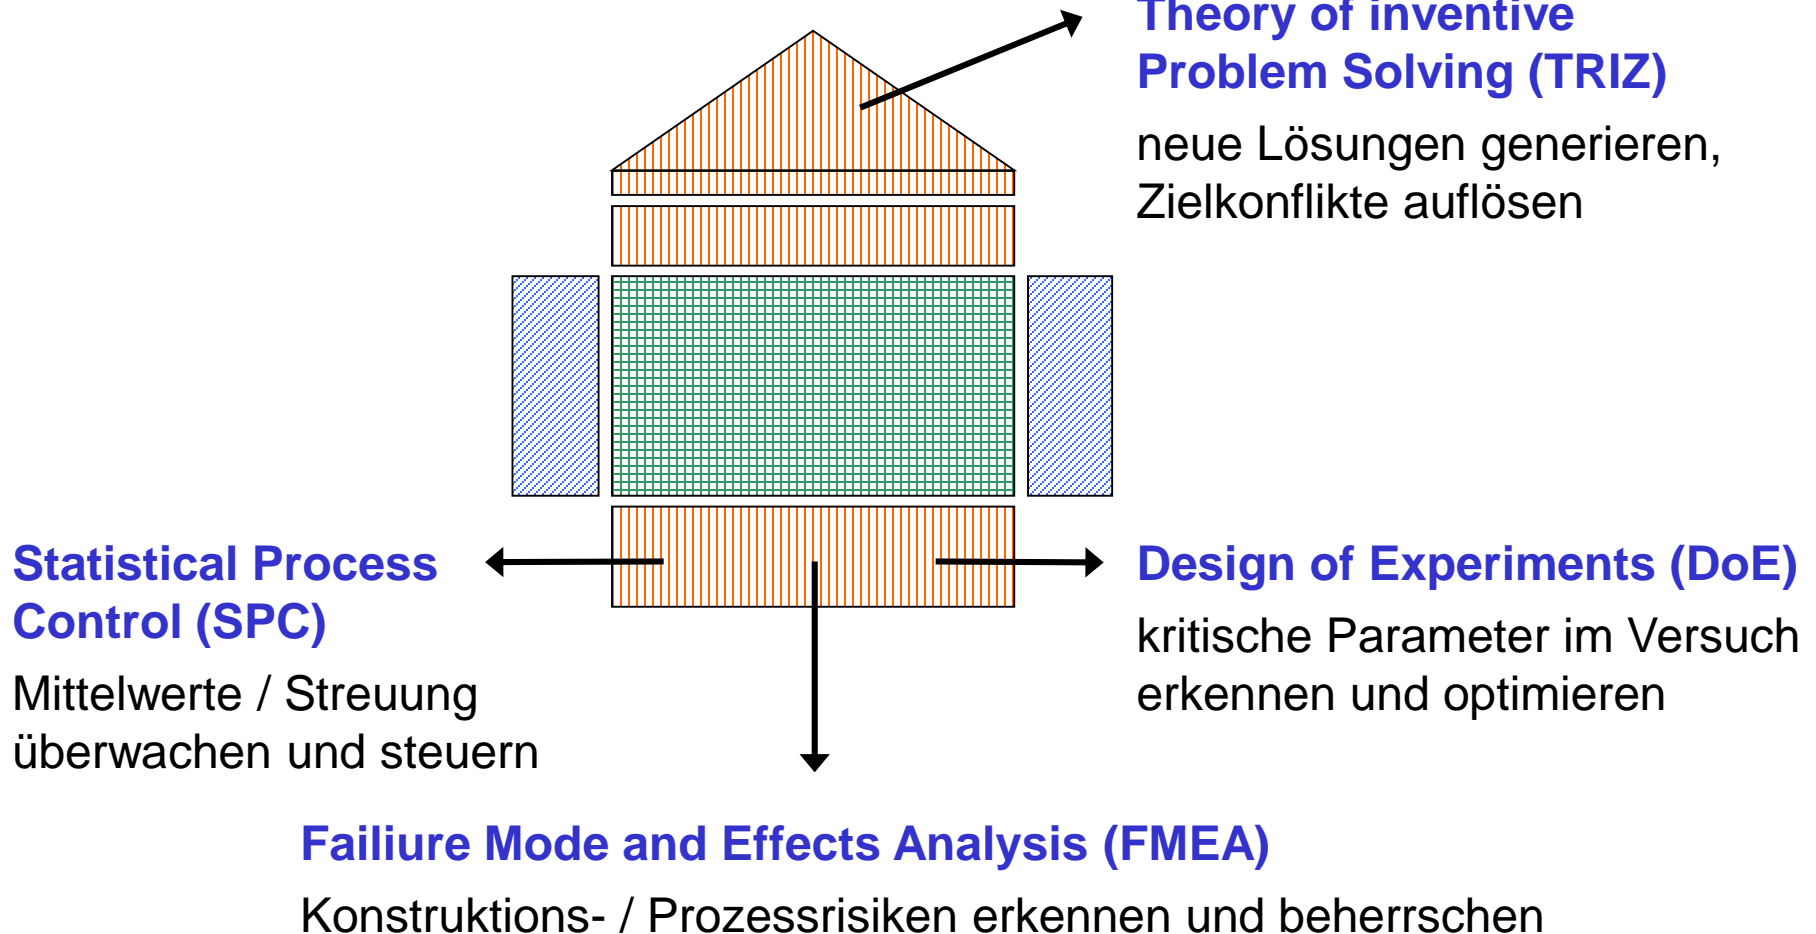 Theory of inventive
Problem Solving (TRIZ)
neue Lösungen generieren,
Zielkonflikte auflösen
Statistical Process
Control (SPC)
Mittelwerte / Streuung
überwachen und steuern
Design of Experiments (DoE)
kritische Parameter im Versuch
erkennen und optimieren
Failiure Mode and Effects Analysis (FMEA)
Konstruktions- / Prozessrisiken erkennen und beherrschen